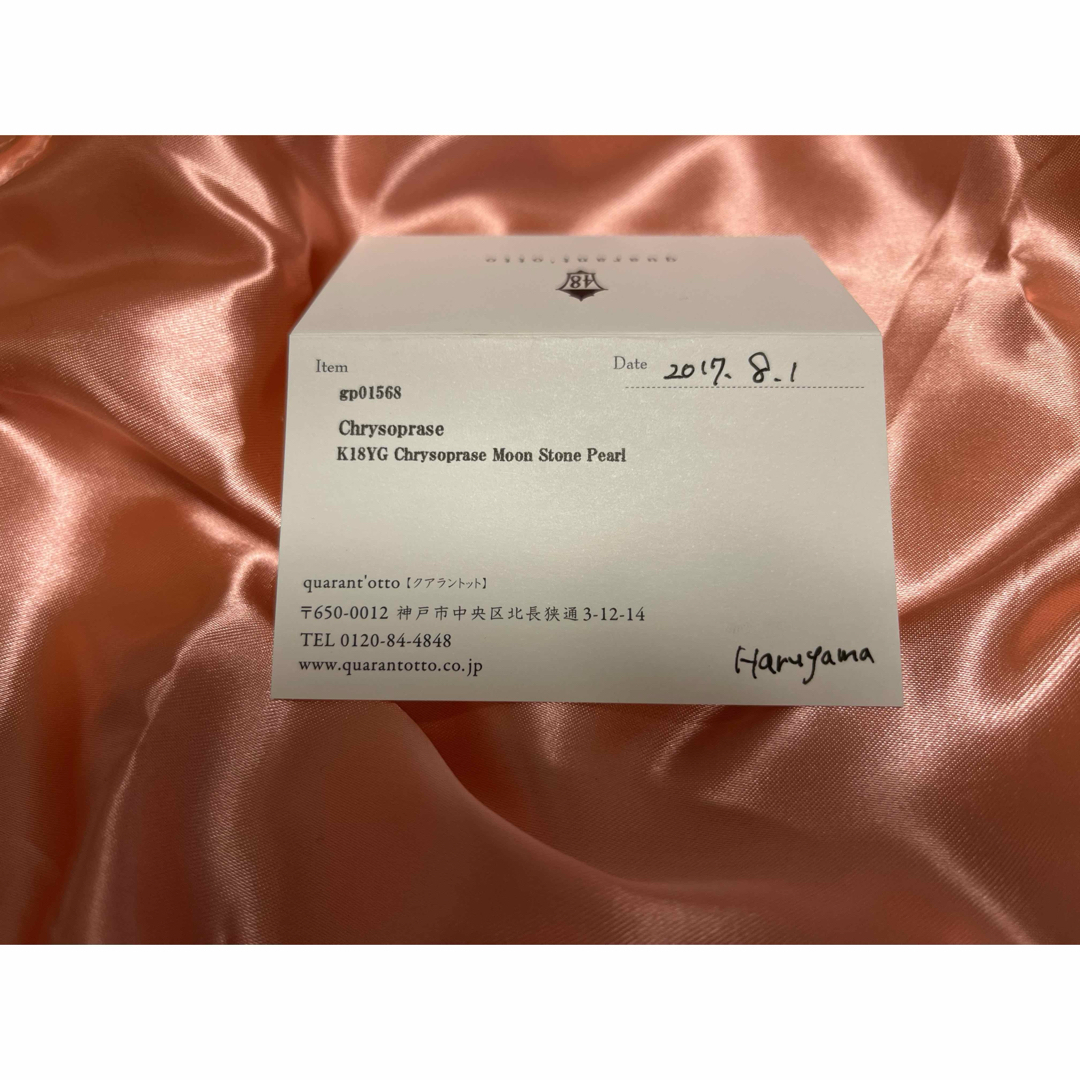 quarant'otto
48
Item
Date 2017. 8. 1
gp01568
Chrysoprase
K18YG Chrysoprase Moon Stone Pearl
quarant'otto【クアラントット】
〒650-0012 神戸市中央区北長狭通3-12-14
TEL 0120-84-4848
www.quarantotto.co.jp
Haruyama